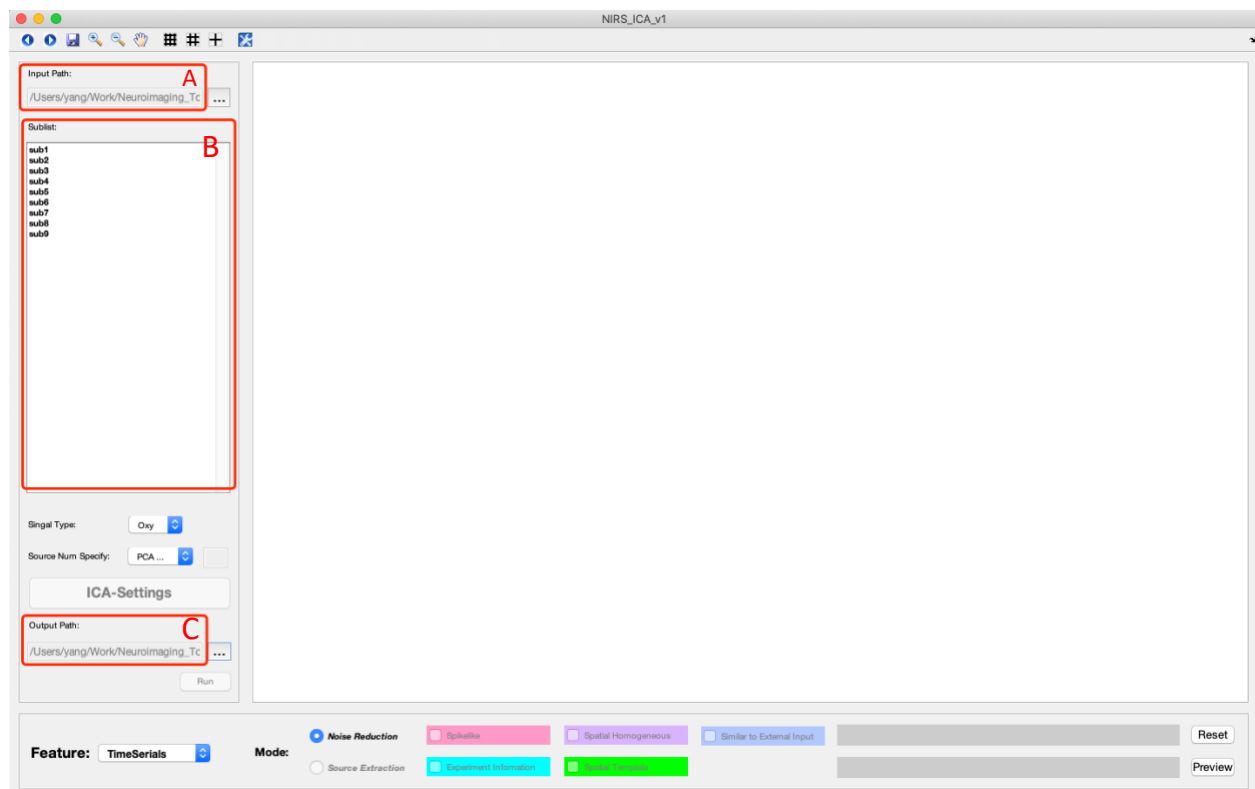 NIRS_ICA_v1
Input Path:
A
/Users/yang/Work/Neuroimaging_Tc
...
Sublist:
B
sub1
sub2
sub3
sub4
sub5
sub6
sub7
sub8
sub9
Singal Type:
Oxy
Source Num Specify:
PCA ...
ICA-Settings
Output Path:
C
/Users/yang/Work/Neuroimaging_Tc
...
Run
Feature:
TimeSerials
Mode:
Noise Reduction
Spikelike
Spatial Homogeneous
Similar to External Input
Reset
Source Extraction
Experiment Infomation
Spatial Template
Preview